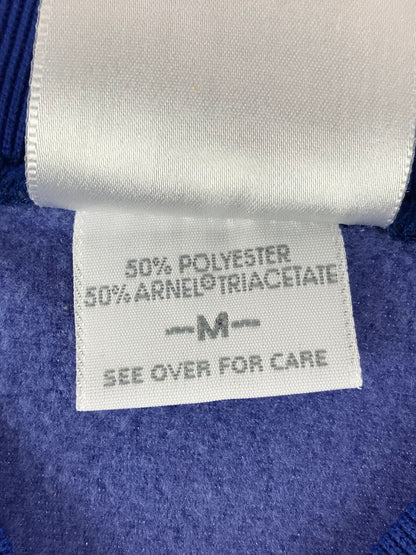 50% POLYESTER
50% ARNEL® TRIACETATE
—M—
SEE OVER FOR CARE